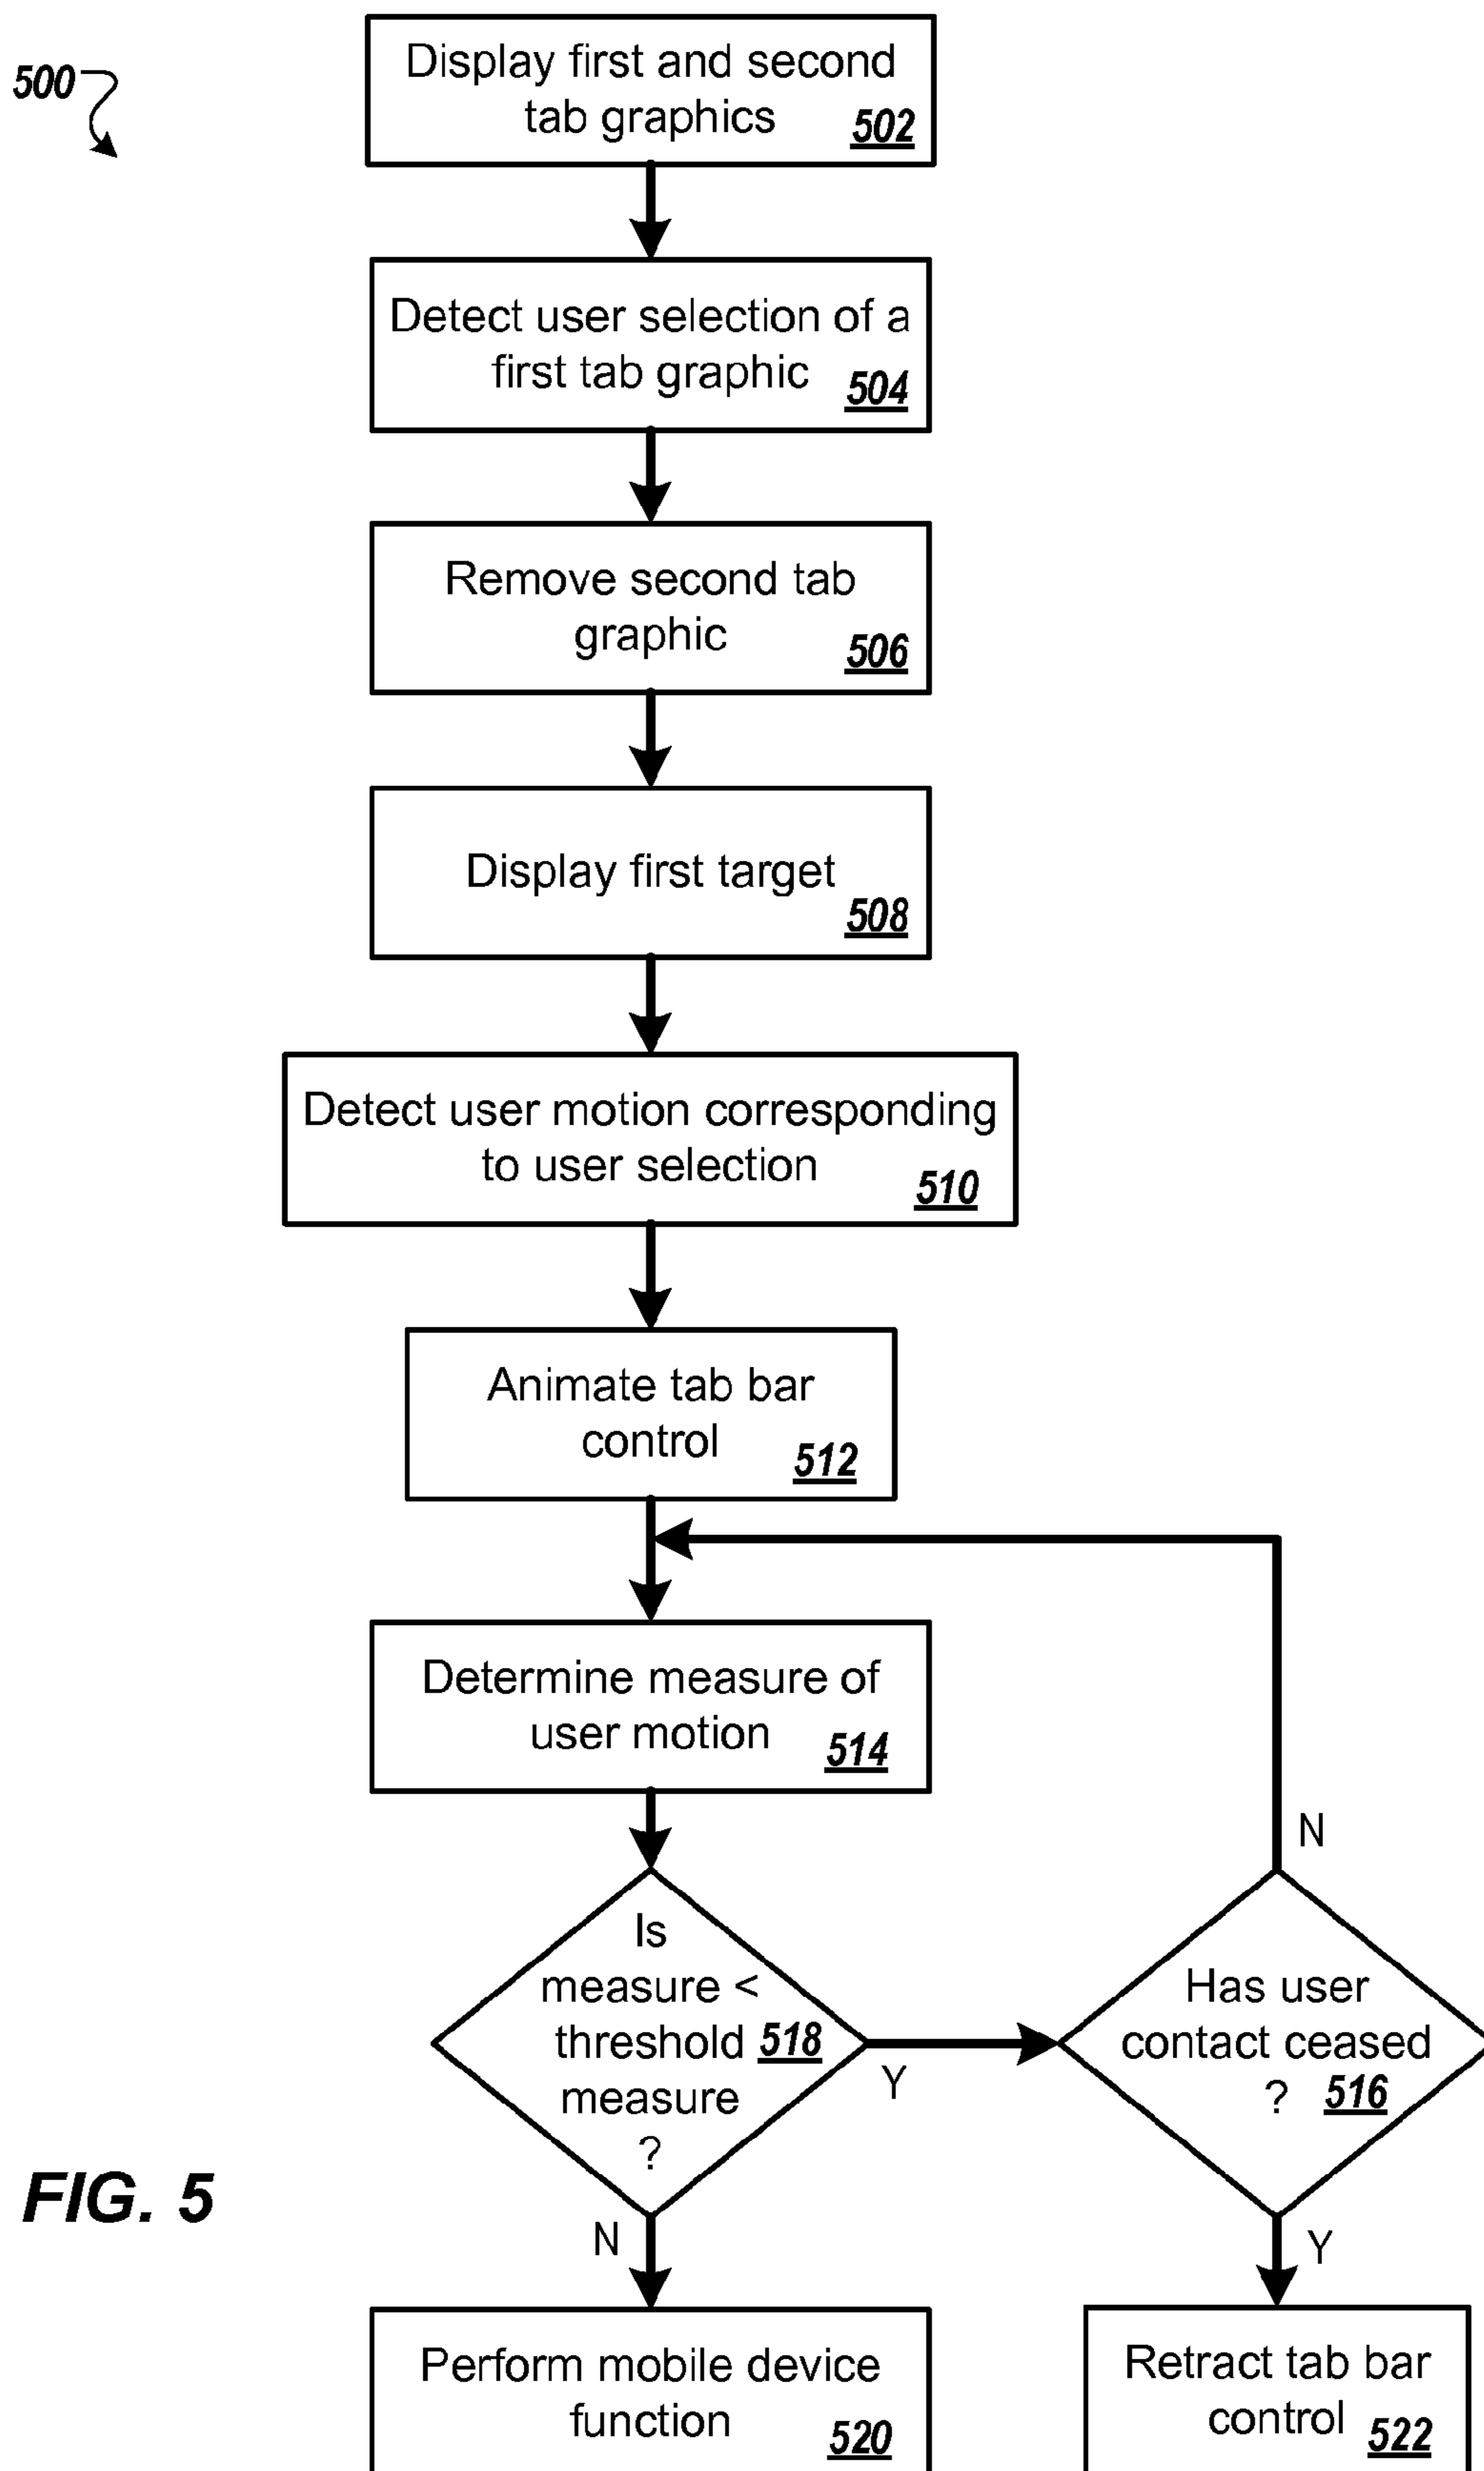 500
Display first and second
tab graphics 502
Detect user selection of a
first tab graphic 504
Remove second tab
graphic 506
Display first target
508
Detect user motion corresponding
to user selection 510
Animate tab bar
control 512
Determine measure of
user motion 514
N
Is
measure <
threshold 518
measure
?
Y
Has user
contact ceased
? 516
FIG. 5
N
Y
Perform mobile device
function 520
Retract tab bar
control 522